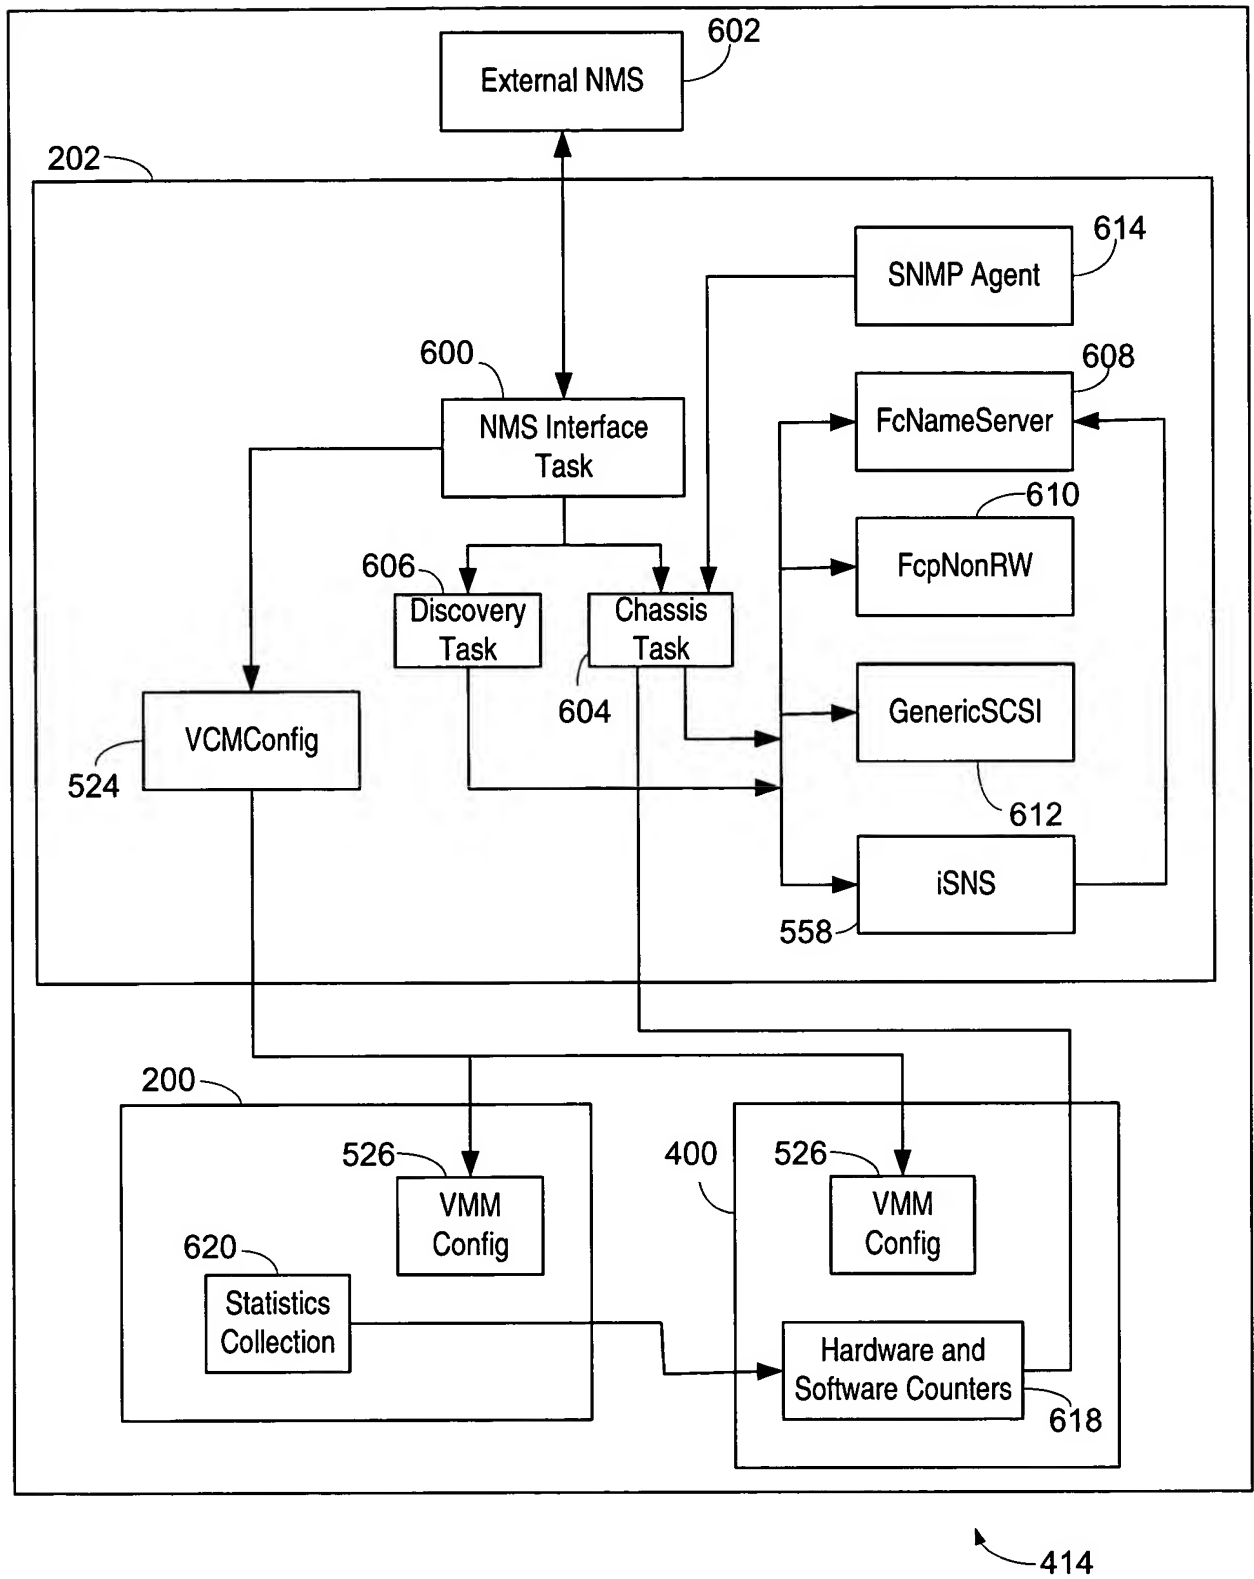 602
External NMS
202
614
SNMP Agent
600
608
NMS Interface
Task
FcNameServer
610
606
FcpNonRW
Discovery
Task
Chassis
Task
604
GenericSCSI
VCMConfig
524
612
iSNS
558
200
526
400
526
VMM
Config
VMM
Config
620
Statistics
Collection
Hardware and
Software Counters
618
414